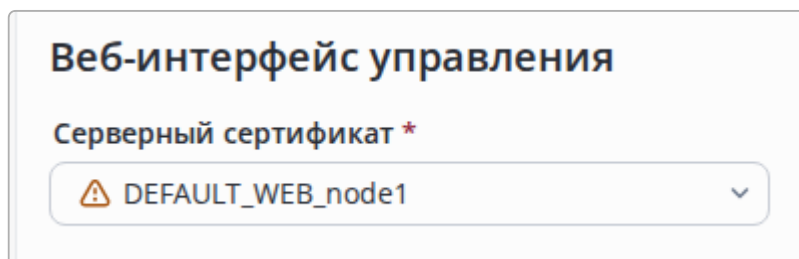 Веб-интерфейс управления
Серверный сертификат *
DEFAULT_WEB_node1